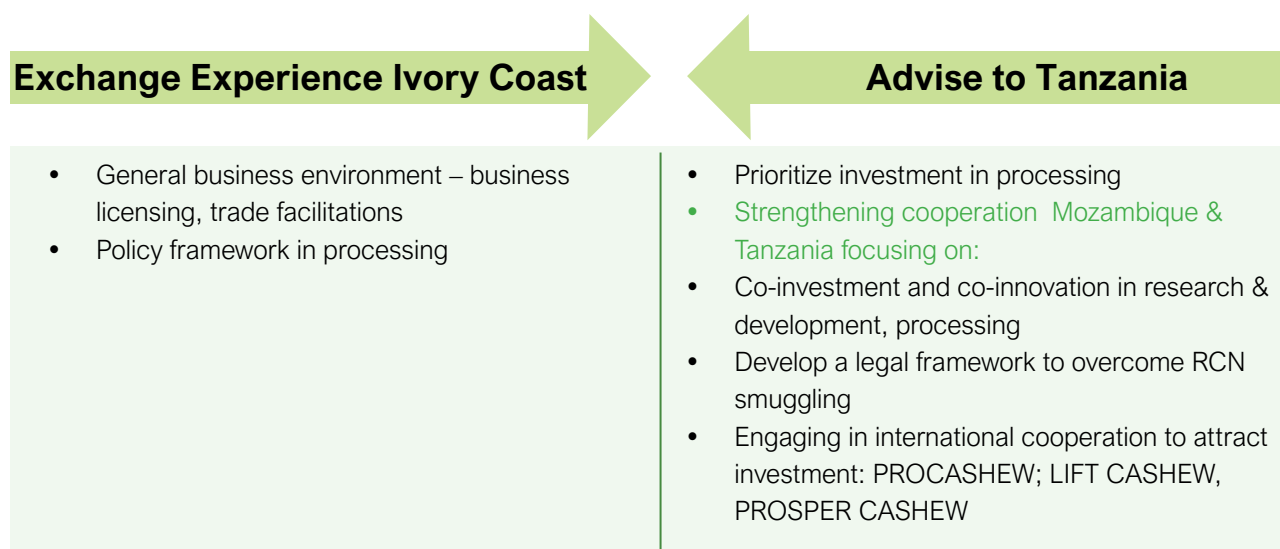 Exchange Experience Ivory Coast
• General business environment – business
licensing, trade facilitations
• Policy framework in processing
Advise to Tanzania
• Prioritize investment in processing
• Strengthening cooperation Mozambique &
Tanzania focusing on:
• Co-investment and co-innovation in research &
development, processing
• Develop a legal framework to overcome RCN
smuggling
• Engaging in international cooperation to attract
investment: PROCASHEW; LIFT CASHEW,
PROSPER CASHEW